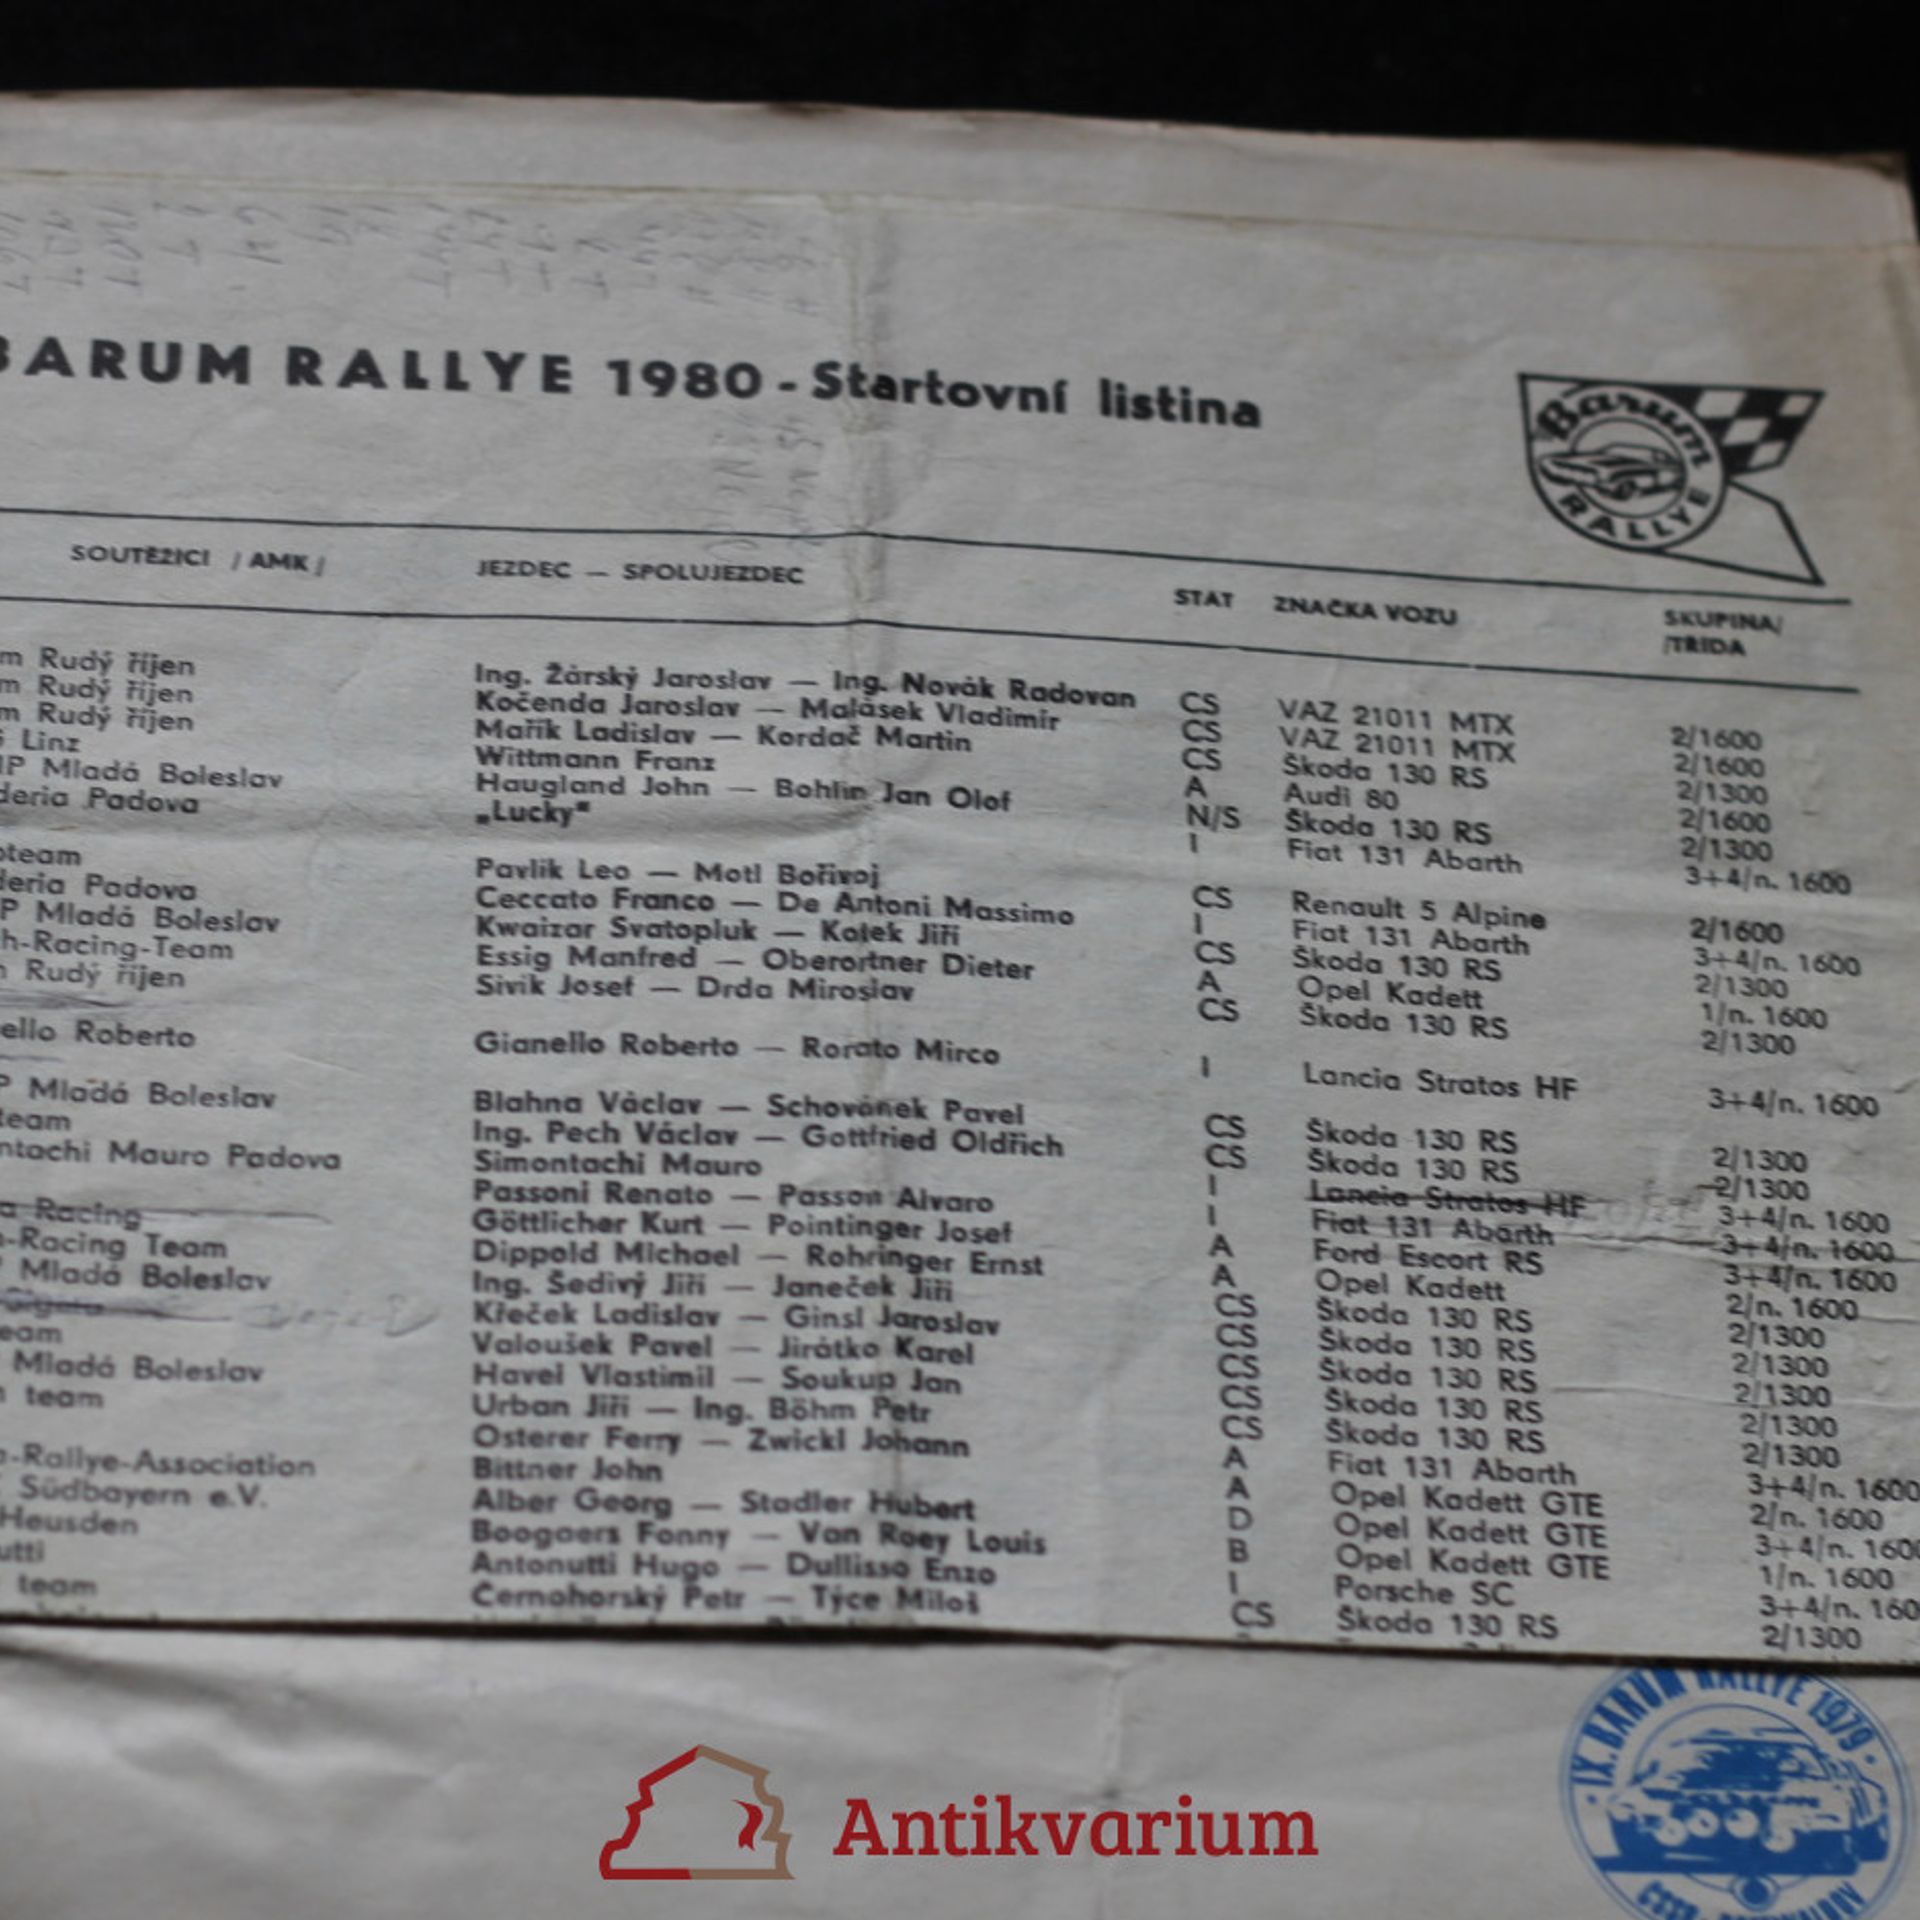 BARUM RALLYE 1980 - Startovní listina
Barum
RALLYE
SOUTĚŽÍCÍ / AMK / JEZDEC — SPOLUJEZDEC STÁT ZNAČKA VOZU SKUPINA/ /TŘÍDA
m Rudý říjen Ing. Žárský Jaroslav — Ing. Novák Radovan CS VAZ 21011 MTX 2/1600
m Rudý říjen Kočenda Jaroslav — Malásek Vladimír CS VAZ 21011 MTX 2/1600
m Rudý říjen Mařík Ladislav — Kordač Martin CS Škoda 130 RS 2/1300
Linz Wittmann Franz A Audi 80 2/1600
P Mladá Boleslav Haugland John — Bohlin Jan Olof N/S Škoda 130 RS 2/1300
deria Padova „Lucky" I Fiat 131 Abarth 3+4/n. 1600
team Pavlík Leo — Motl Bořivoj CS Renault 5 Alpine 2/1600
deria Padova Ceccato Franco — De Antoni Massimo I Fiat 131 Abarth 3+4/n. 1600
P Mladá Boleslav Kvaizar Svatopluk — Kotek Jiří CS Škoda 130 RS 2/1300
h-Racing-Team Essig Manfred — Oberortner Dieter A Opel Kadett 1/n. 1600
Rudý říjen Sivík Josef — Drda Miroslav CS Škoda 130 RS 2/1300
ello Roberto Gianello Roberto — Rorato Mirco I Lancia Stratos HF 3+4/n. 1600
P Mladá Boleslav Blahna Václav — Schovánek Pavel CS Škoda 130 RS 2/1300
team Ing. Pech Václav — Gottfried Oldřich CS Škoda 130 RS 2/1300
ntachi Mauro Padova Simontachi Mauro I Lancia Stratos HF 3+4/n. 1600
Passoni Renato — Passon Alvaro I Fiat 131 Abarth 3+4/n. 1600
a Racing Göttlicher Kurt — Pointinger Josef A Ford Escort RS 3+4/n. 1600
-Racing Team Dippold Michael — Rohringer Ernst A Opel Kadett 2/n. 1600
Mladá Boleslav Ing. Šedivý Jiří — Janeček Jiří CS Škoda 130 RS 2/1300
Křeček Ladislav — Ginsl Jaroslav CS Škoda 130 RS 2/1300
eam Valoušek Pavel — Jirátko Karel CS Škoda 130 RS 2/1300
Mladá Boleslav Havel Vlastimil — Soukup Jan CS Škoda 130 RS 2/1300
team Urban Jiří — Ing. Böhm Petr CS Škoda 130 RS 2/1300
Osterer Ferry — Zwickl Johann A Fiat 131 Abarth 3+4/n. 1600
-Rallye-Association Bittner John A Opel Kadett GTE 2/n. 1600
Südbayern e.V. Alber Georg — Stadler Hubert D Opel Kadett GTE 3+4/n. 1600
Heusden Boogaers Fonny — Van Roey Louis B Opel Kadett GTE 1/n. 1600
utti Antonutti Hugo — Dullisso Enzo I Porsche SC 3+4/n. 160
team Černohorský Petr — Týce Miloš CS Škoda 130 RS 2/1300
IX. BARUM RALLYE 1979
Antikvarium